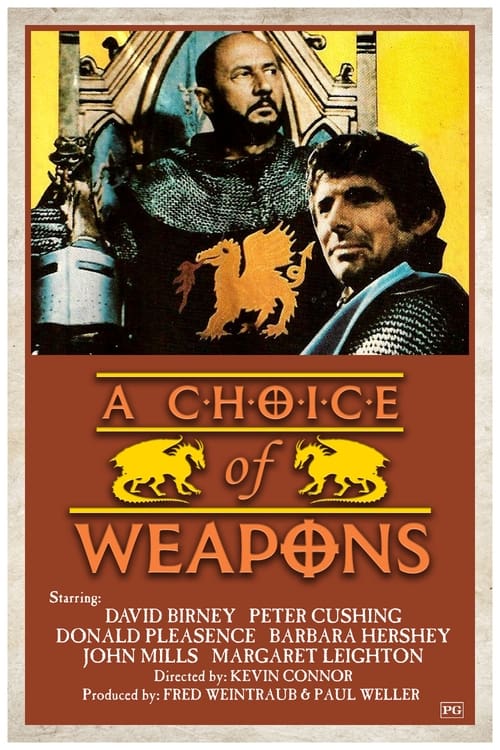 A C·H·O·I·C·E
of
WEAPONS
Starring:
DAVID BIRNEY PETER CUSHING
DONALD PLEASENCE BARBARA HERSHEY
JOHN MILLS MARGARET LEIGHTON
Directed by: KEVIN CONNOR
Produced by: FRED WEINTRAUB & PAUL WELLER
PG